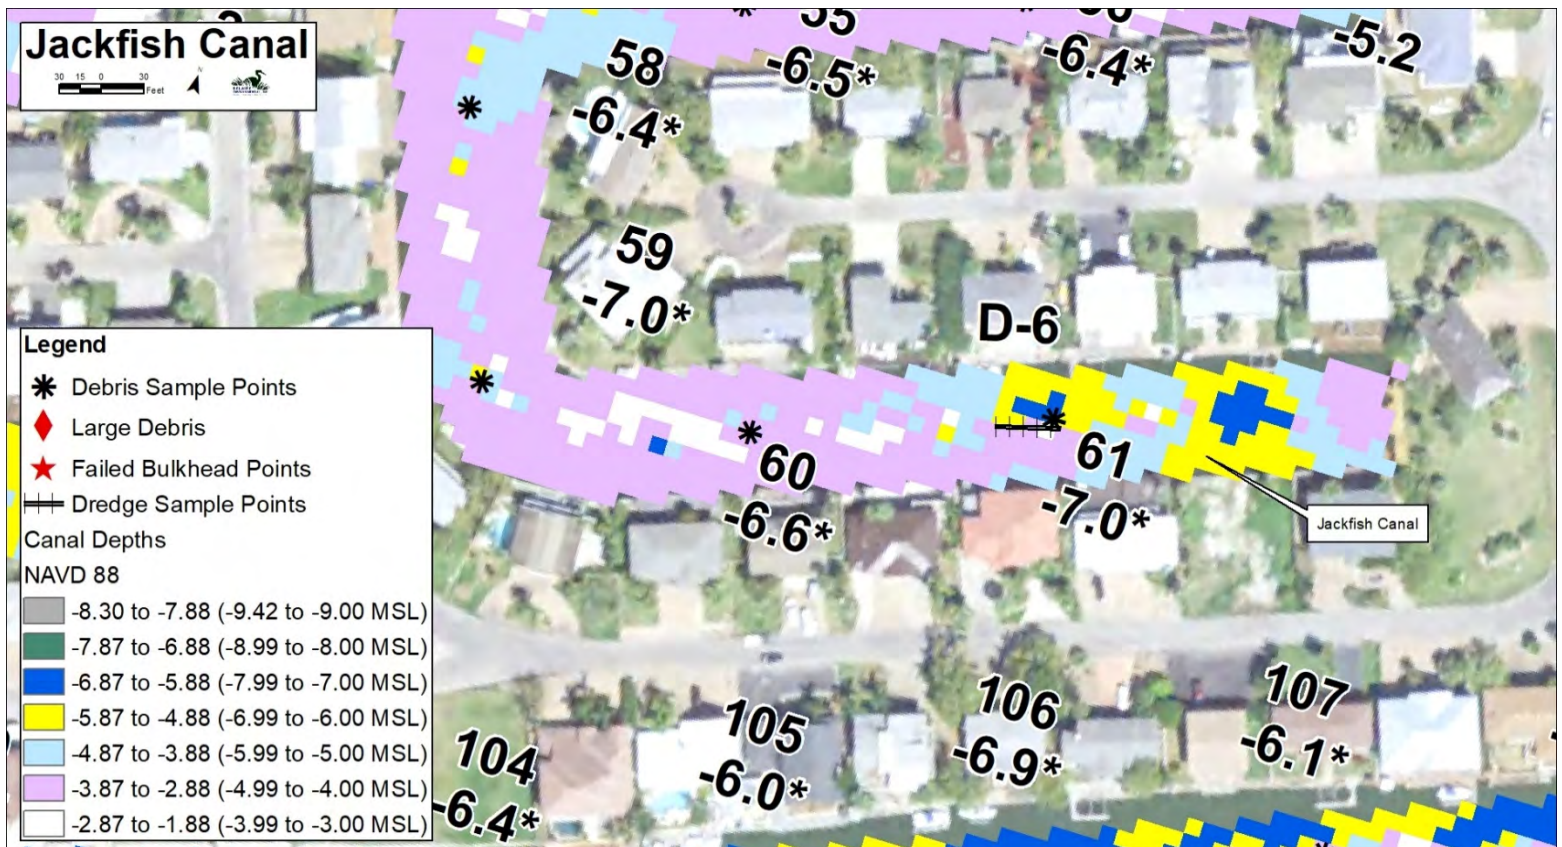 Jackfish Canal
30 15 0 30
Feet
N
55
-6.5*
-6.4*
-5.2
58
-6.4*
59
-7.0*
D-6
60
-6.6*
61
-7.0*
Jackfish Canal
104
-6.4*
105
-6.0*
106
-6.9*
107
-6.1*
Legend
Debris Sample Points
Large Debris
Failed Bulkhead Points
Dredge Sample Points
Canal Depths
NAVD 88
-8.30 to -7.88 (-9.42 to -9.00 MSL)
-7.87 to -6.88 (-8.99 to -8.00 MSL)
-6.87 to -5.88 (-7.99 to -7.00 MSL)
-5.87 to -4.88 (-6.99 to -6.00 MSL)
-4.87 to -3.88 (-5.99 to -5.00 MSL)
-3.87 to -2.88 (-4.99 to -4.00 MSL)
-2.87 to -1.88 (-3.99 to -3.00 MSL)